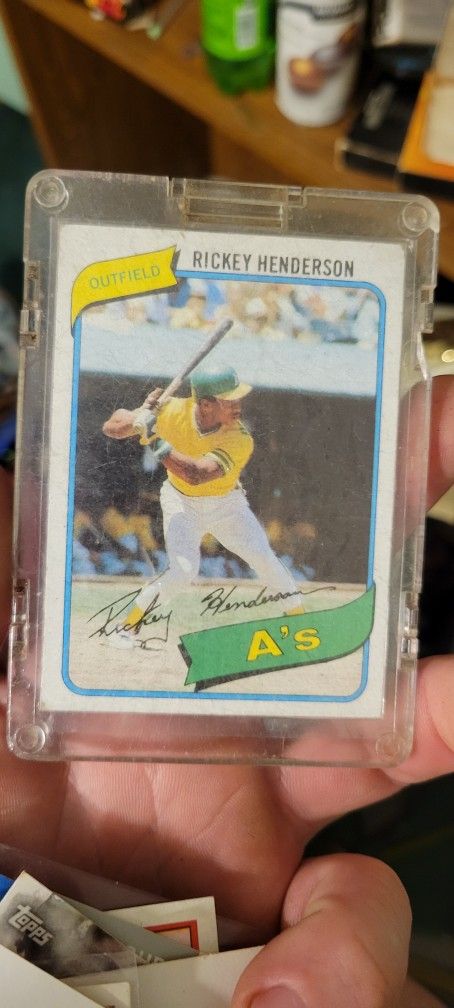 OUTFIELD
RICKEY HENDERSON
Rickey Henderson
A's
Topps